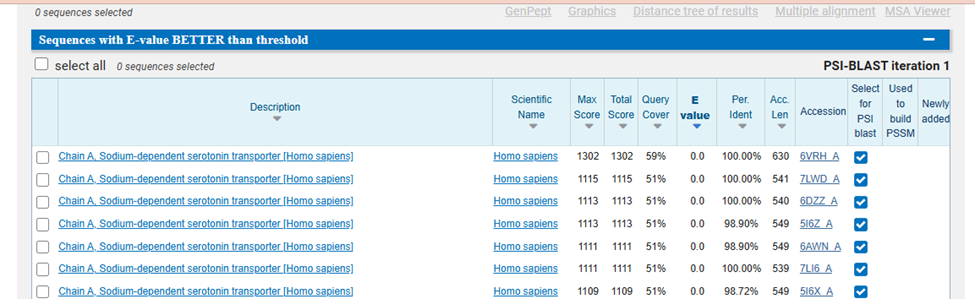 0 sequences selected GenPept Graphics Distance tree of results Multiple alignment MSA Viewer
Sequences with E-value BETTER than threshold
select all 0 sequences selected PSI-BLAST iteration 1
Description Scientific Name Max Score Total Score Query Cover E value Per. Ident Acc. Len Accession Select for PSI blast Used to build PSSM Newly added
Chain A, Sodium-dependent serotonin transporter [Homo sapiens] Homo sapiens 1302 1302 59% 0.0 100.00% 630 6VRH_A
Chain A, Sodium-dependent serotonin transporter [Homo sapiens] Homo sapiens 1115 1115 51% 0.0 100.00% 541 7LWD_A
Chain A, Sodium-dependent serotonin transporter [Homo sapiens] Homo sapiens 1113 1113 51% 0.0 100.00% 540 6DZZ_A
Chain A, Sodium-dependent serotonin transporter [Homo sapiens] Homo sapiens 1113 1113 51% 0.0 98.90% 549 5I6Z_A
Chain A, Sodium-dependent serotonin transporter [Homo sapiens] Homo sapiens 1111 1111 51% 0.0 98.90% 549 6AWN_A
Chain A, Sodium-dependent serotonin transporter [Homo sapiens] Homo sapiens 1111 1111 51% 0.0 100.00% 539 7LI6_A
Chain A, Sodium-dependent serotonin transporter [Homo sapiens] Homo sapiens 1109 1109 51% 0.0 98.72% 549 5I6X_A